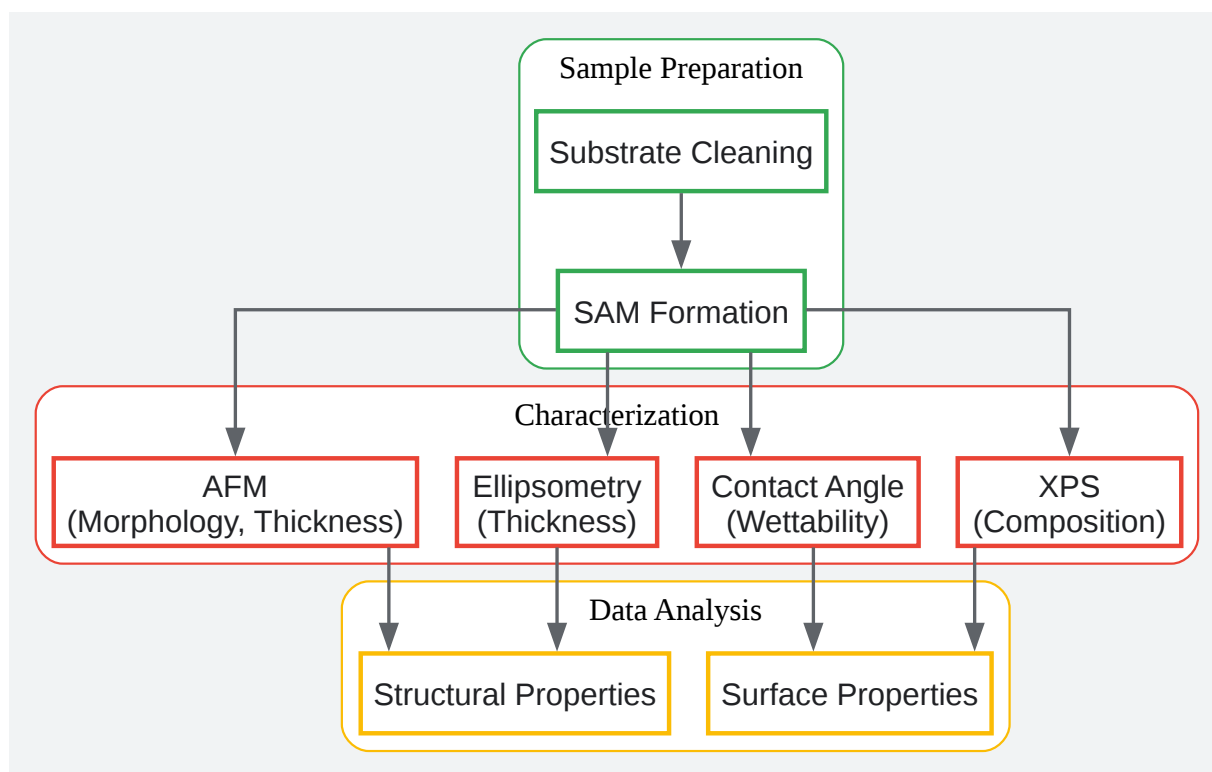 Sample Preparation
Substrate Cleaning
SAM Formation
Characterization
AFM
(Morphology, Thickness)
Ellipsometry
(Thickness)
Contact Angle
(Wettability)
XPS
(Composition)
Data Analysis
Structural Properties
Surface Properties